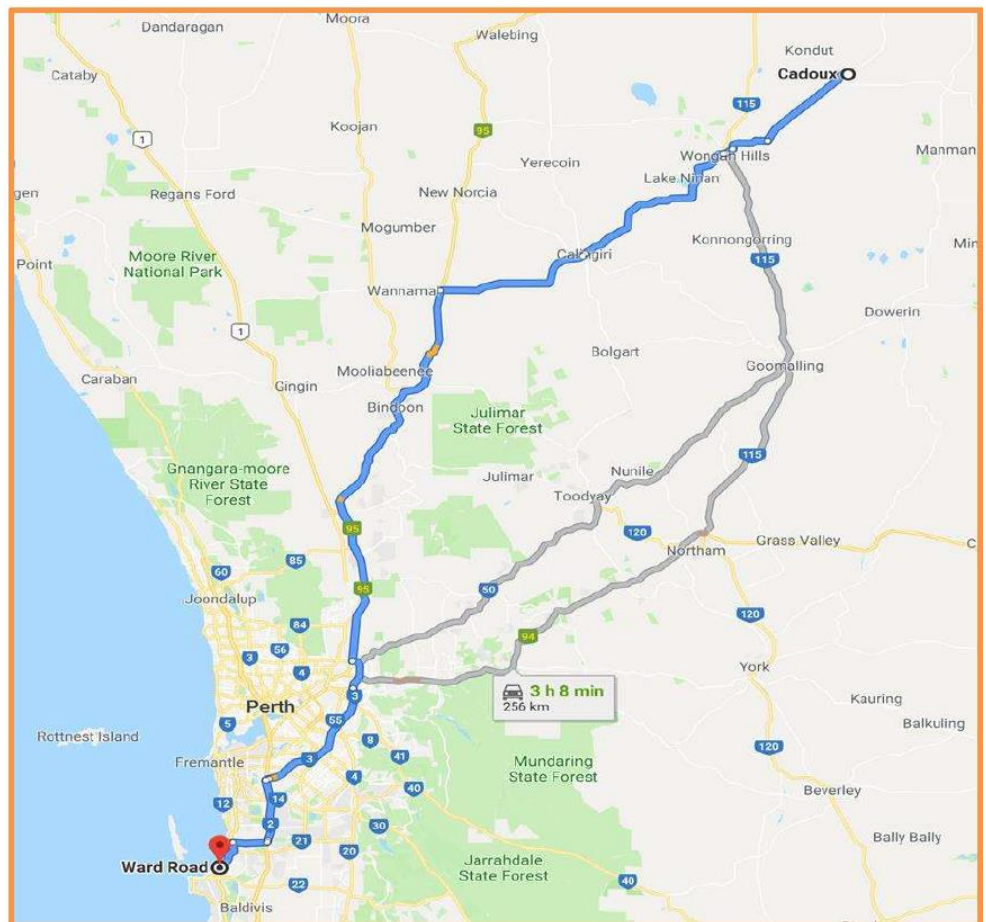 Moora
Dandaragan
Walebing
Kondut
Cadoux
Cataby
115
1
Koojan
95
Wongan Hills
Manman
Yerecoin
Lake Ninan
gen
Regans Ford
New Norcia
Mogumber
Konnongorring
Min
Calingiri
115
Point
Moore River
National Park
Wannama
Dowerin
1
Bolgart
Goomalling
Caraban
Gingin
Mooliabeenee
Bindoon
Julimar
State Forest
115
Gnangara-moore
River State
Forest
Julimar
Nunile
Toodyay
95
120
Grass Valley
C
Northam
85
60
95
50
Joondalup
84
94
120
56
3
4
York
3
3 h 8 min
256 km
Kauring
Perth
55
5
Balkuling
Rottnest Island
8
3
41
Mundaring
State Forest
120
Fremantle
4
40
Beverley
14
12
2
30
21
20
Bally Bally
Ward Road
Jarrahdale
State Forest
22
40
Baldivis